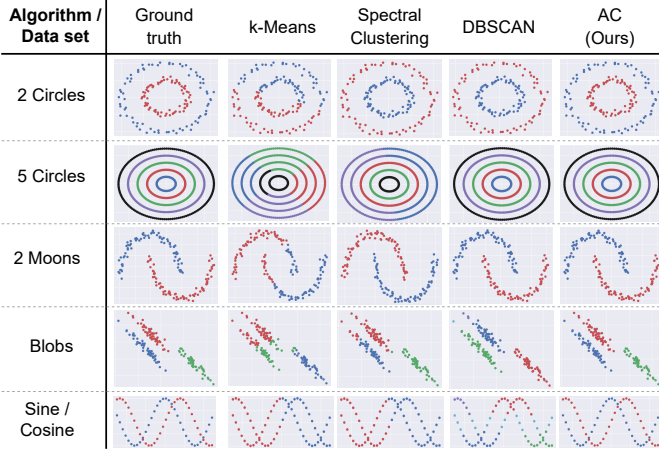 Algorithm / Data set
Ground truth
k-Means
Spectral Clustering
DBSCAN
AC (Ours)
2 Circles
5 Circles
2 Moons
Blobs
Sine / Cosine